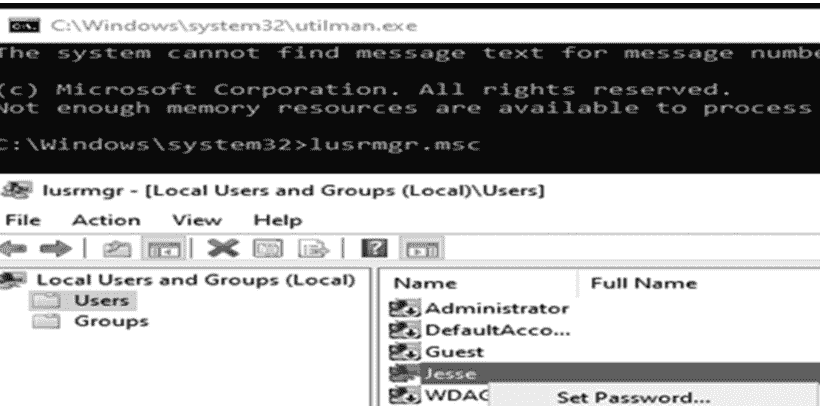 C:\Windows\system32\utilman.exe
The system cannot find message text for message numbe
(c) Microsoft Corporation. All rights reserved.
Not enough memory resources are available to process
C:\Windows\system32>lusrmgr.msc
lusrmgr - [Local Users and Groups (Local)\Users]
File Action View Help
Local Users and Groups (Local)
Users
Groups
Name Full Name
Administrator
DefaultAcco...
Guest
Jesse
WDAG
Set Password...